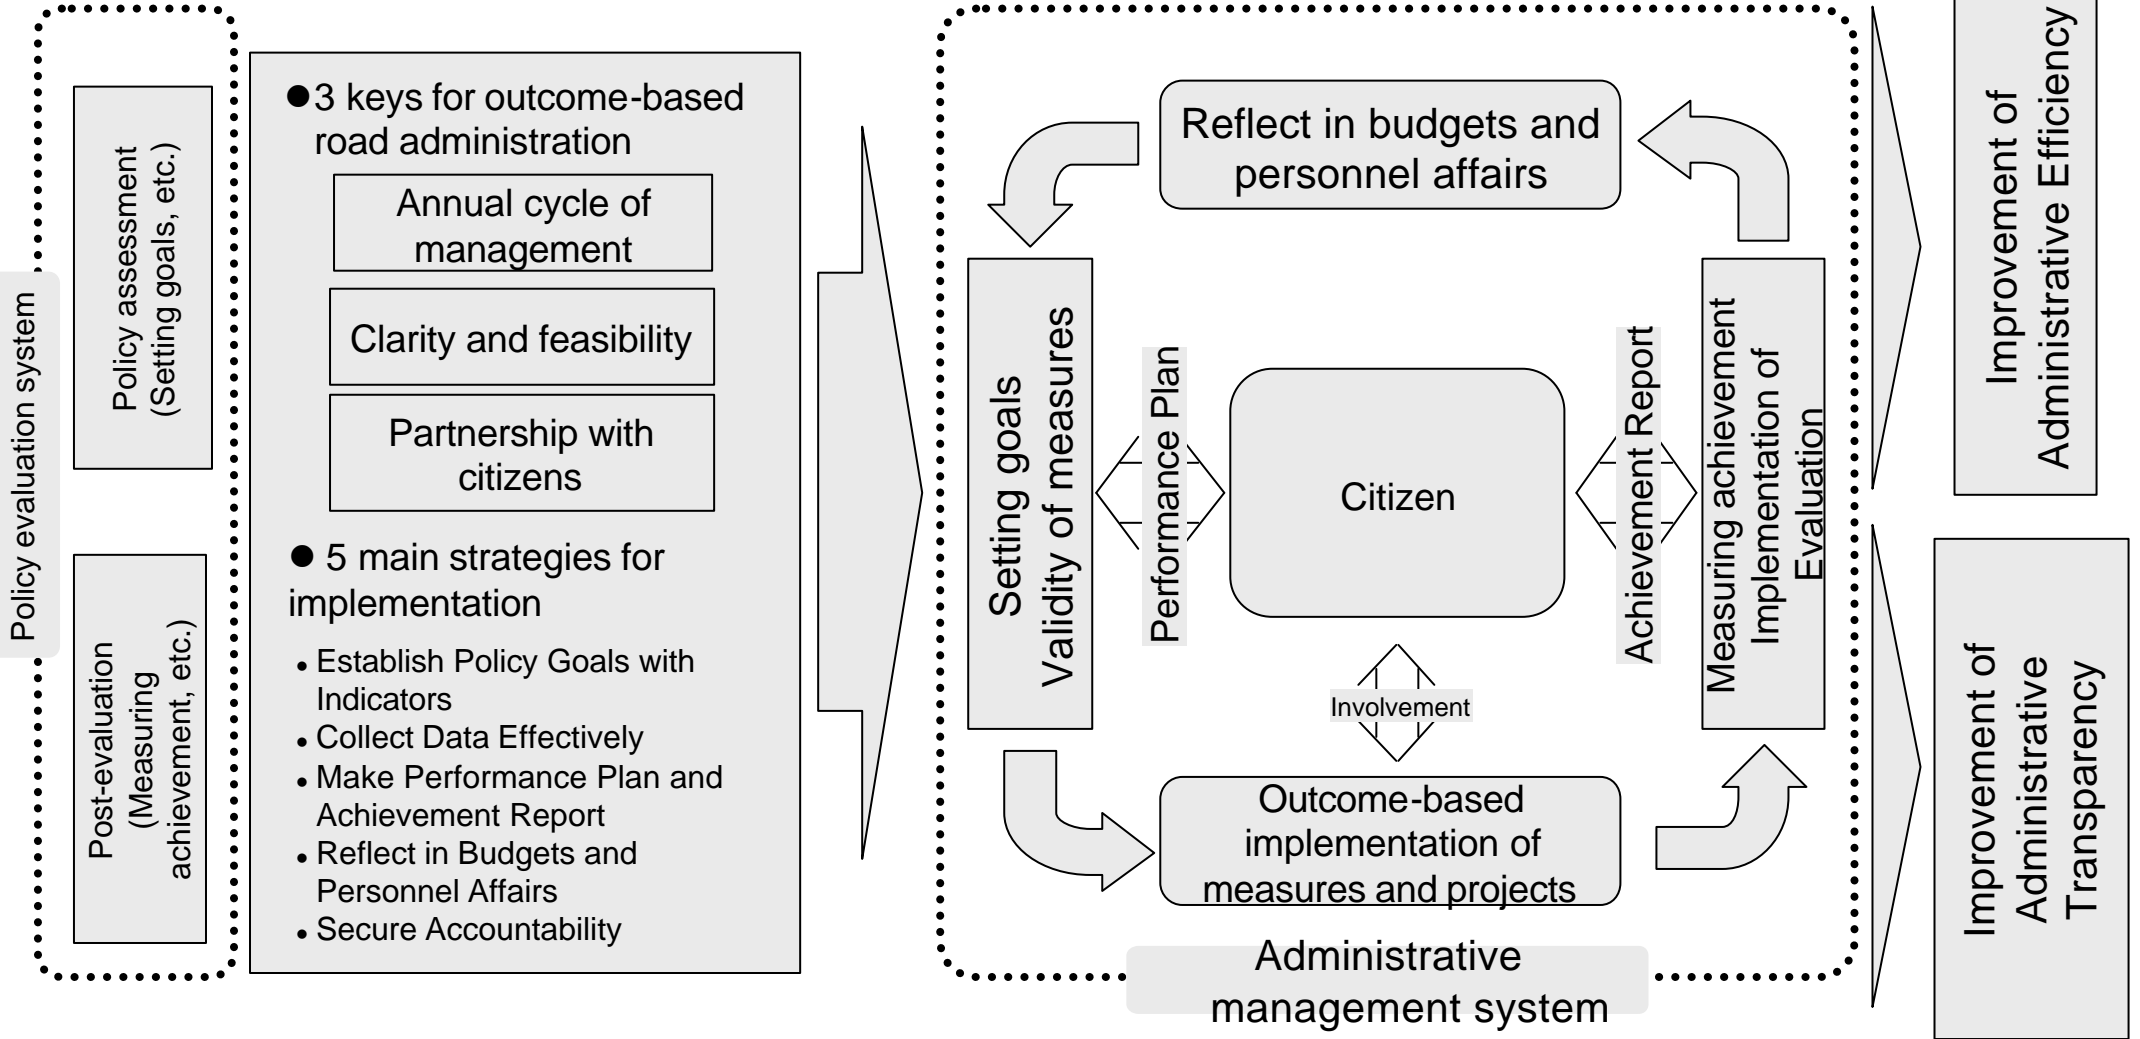 Policy evaluation system
Policy assessment
(Setting goals, etc.)
Post-evaluation
(Measuring
achievement, etc.)
●3 keys for outcome-based
road administration
Annual cycle of
management
Clarity and feasibility
Partnership with
citizens
● 5 main strategies for
implementation
• Establish Policy Goals with
Indicators
• Collect Data Effectively
• Make Performance Plan and
Achievement Report
• Reflect in Budgets and
Personnel Affairs
• Secure Accountability
Reflect in budgets and
personnel affairs
Setting goals
Validity of measures
Performance Plan
Citizen
Achievement Report
Measuring achievement
Implementation of
Evaluation
Involvement
Outcome-based
implementation of
measures and projects
Administrative
management system
Improvement of
Administrative Efficiency
Improvement of
Administrative
Transparency